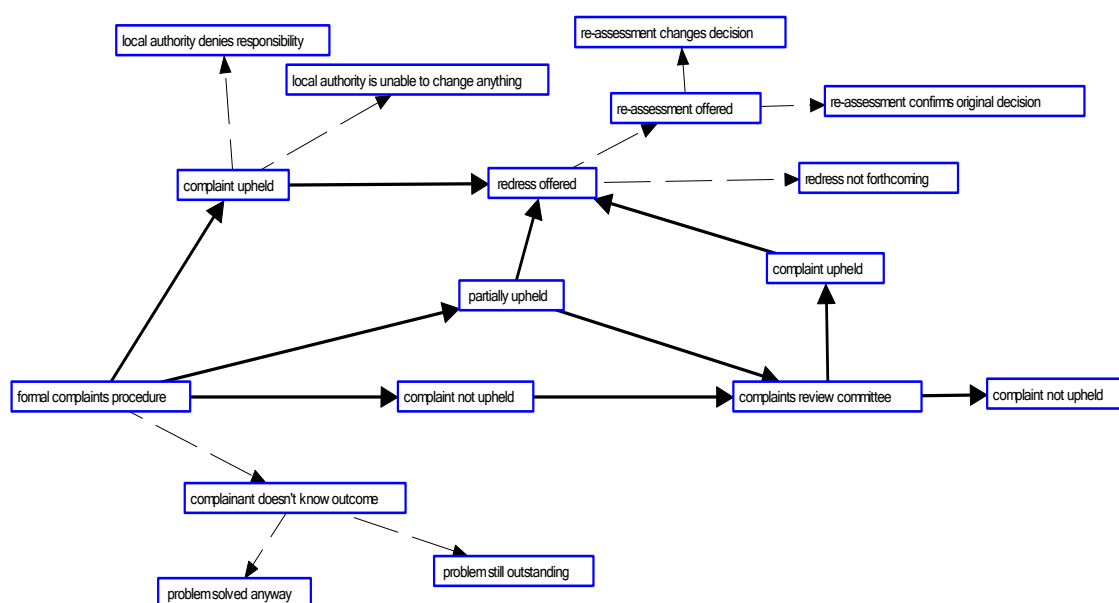 re-assessment changes decision
local authority denies responsibility
local authority is unable to change anything
re-assessment offered
re-assessment confirms original decision
complaint upheld
redress offered
redress not forthcoming
complaint upheld
partially upheld
formal complaints procedure
complaint not upheld
complaints review committee
complaint not upheld
complainant doesn't know outcome
problem still outstanding
problem solved anyway